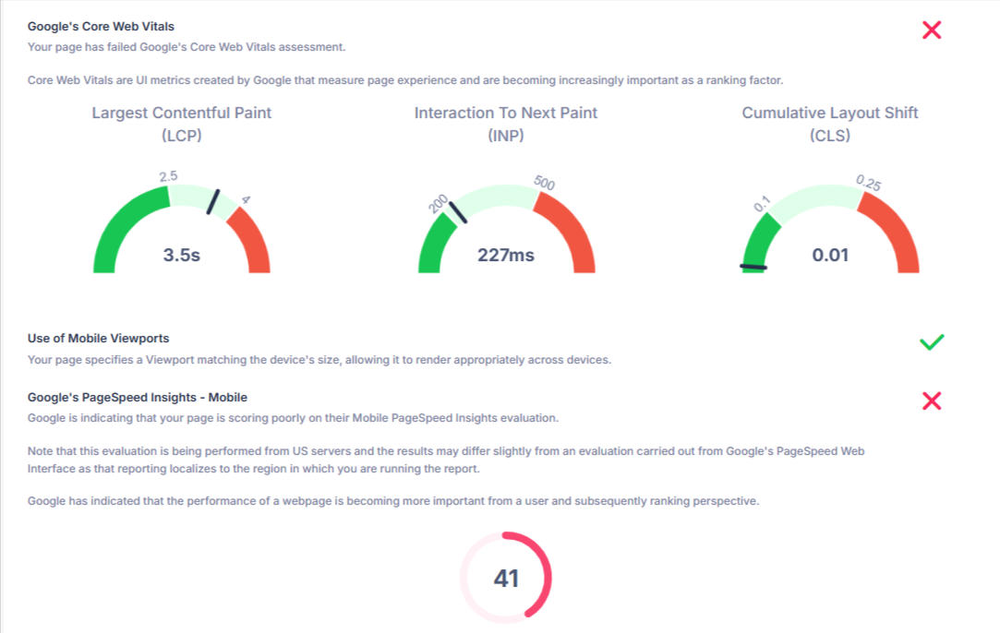 Google's Core Web Vitals
Your page has failed Google's Core Web Vitals assessment.
Core Web Vitals are UI metrics created by Google that measure page experience and are becoming increasingly important as a ranking factor.
Largest Contentful Paint
(LCP)
2.5
4
3.5s
Interaction To Next Paint
(INP)
200
500
227ms
Cumulative Layout Shift
(CLS)
0.1
0.25
0.01
Use of Mobile Viewports
Your page specifies a Viewport matching the device's size, allowing it to render appropriately across devices.
Google's PageSpeed Insights - Mobile
Google is indicating that your page is scoring poorly on their Mobile PageSpeed Insights evaluation.
Note that this evaluation is being performed from US servers and the results may differ slightly from an evaluation carried out from Google's PageSpeed Web
Interface as that reporting localizes to the region in which you are running the report.
Google has indicated that the performance of a webpage is becoming more important from a user and subsequently ranking perspective.
41